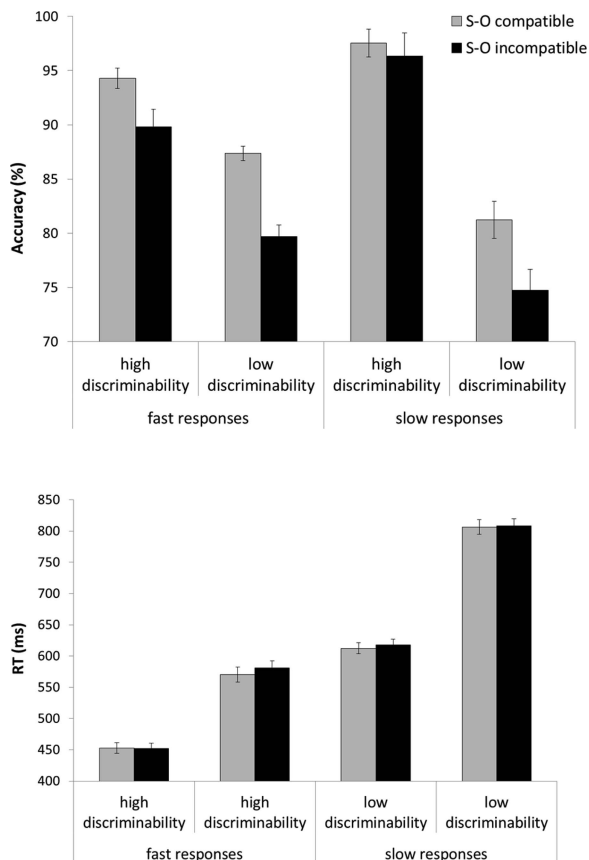 100
95
90
85
80
75
70
Accuracy (%)
S-O compatible
S-O incompatible
high discriminability
low discriminability
high discriminability
low discriminability
fast responses
slow responses
850
800
750
700
650
600
550
500
450
400
RT (ms)
high discriminability
high discriminability
low discriminability
low discriminability
fast responses
slow responses